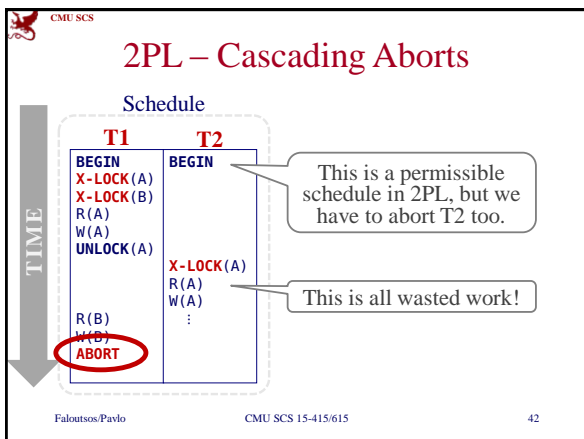 CMU SCS
2PL – Cascading Aborts
Schedule
TIME
T1 T2
BEGIN BEGIN
X-LOCK(A)
X-LOCK(B)
R(A)
W(A)
UNLOCK(A)
X-LOCK(A)
R(A)
W(A)
R(B) ⋮
W(B)
ABORT
This is a permissible
schedule in 2PL, but we
have to abort T2 too.
This is all wasted work!
Faloutsos/Pavlo CMU SCS 15-415/615 42